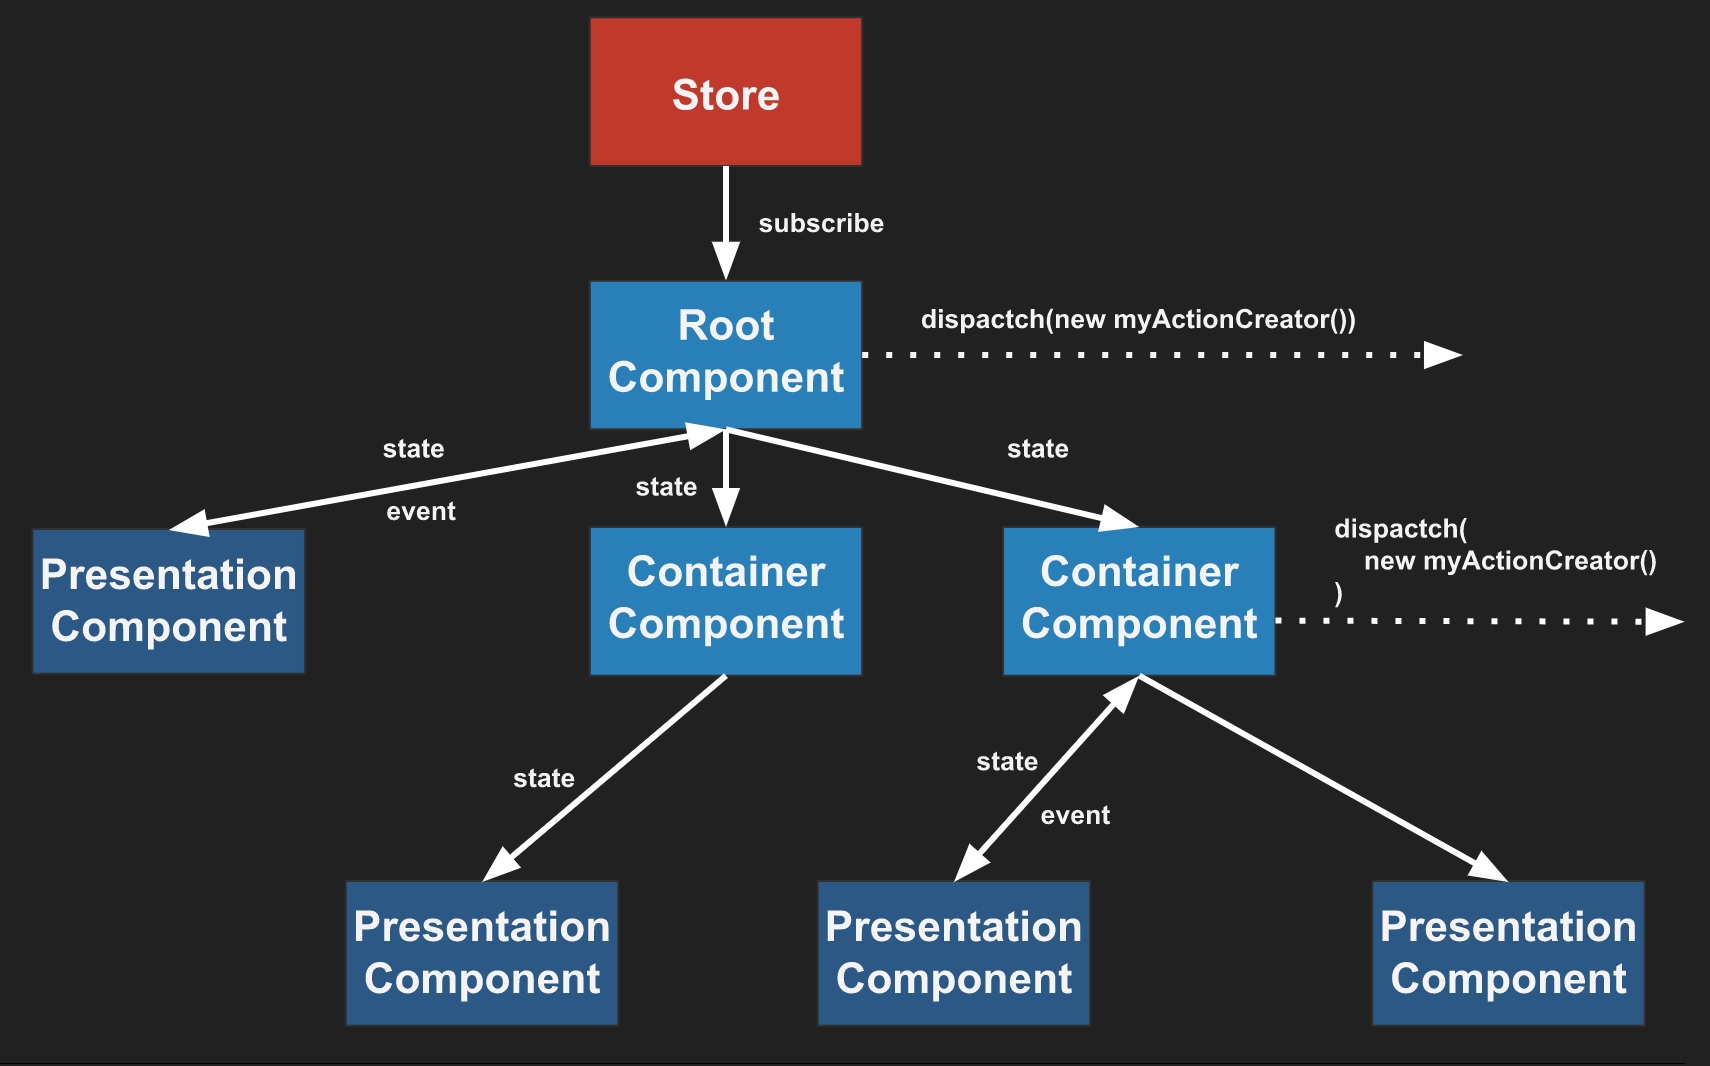 Store
subscribe
Root
Component
dispactch(new myActionCreator())
state
event
state
state
Presentation
Component
Container
Component
Container
Component
dispactch(
new myActionCreator()
)
state
state
event
Presentation
Component
Presentation
Component
Presentation
Component